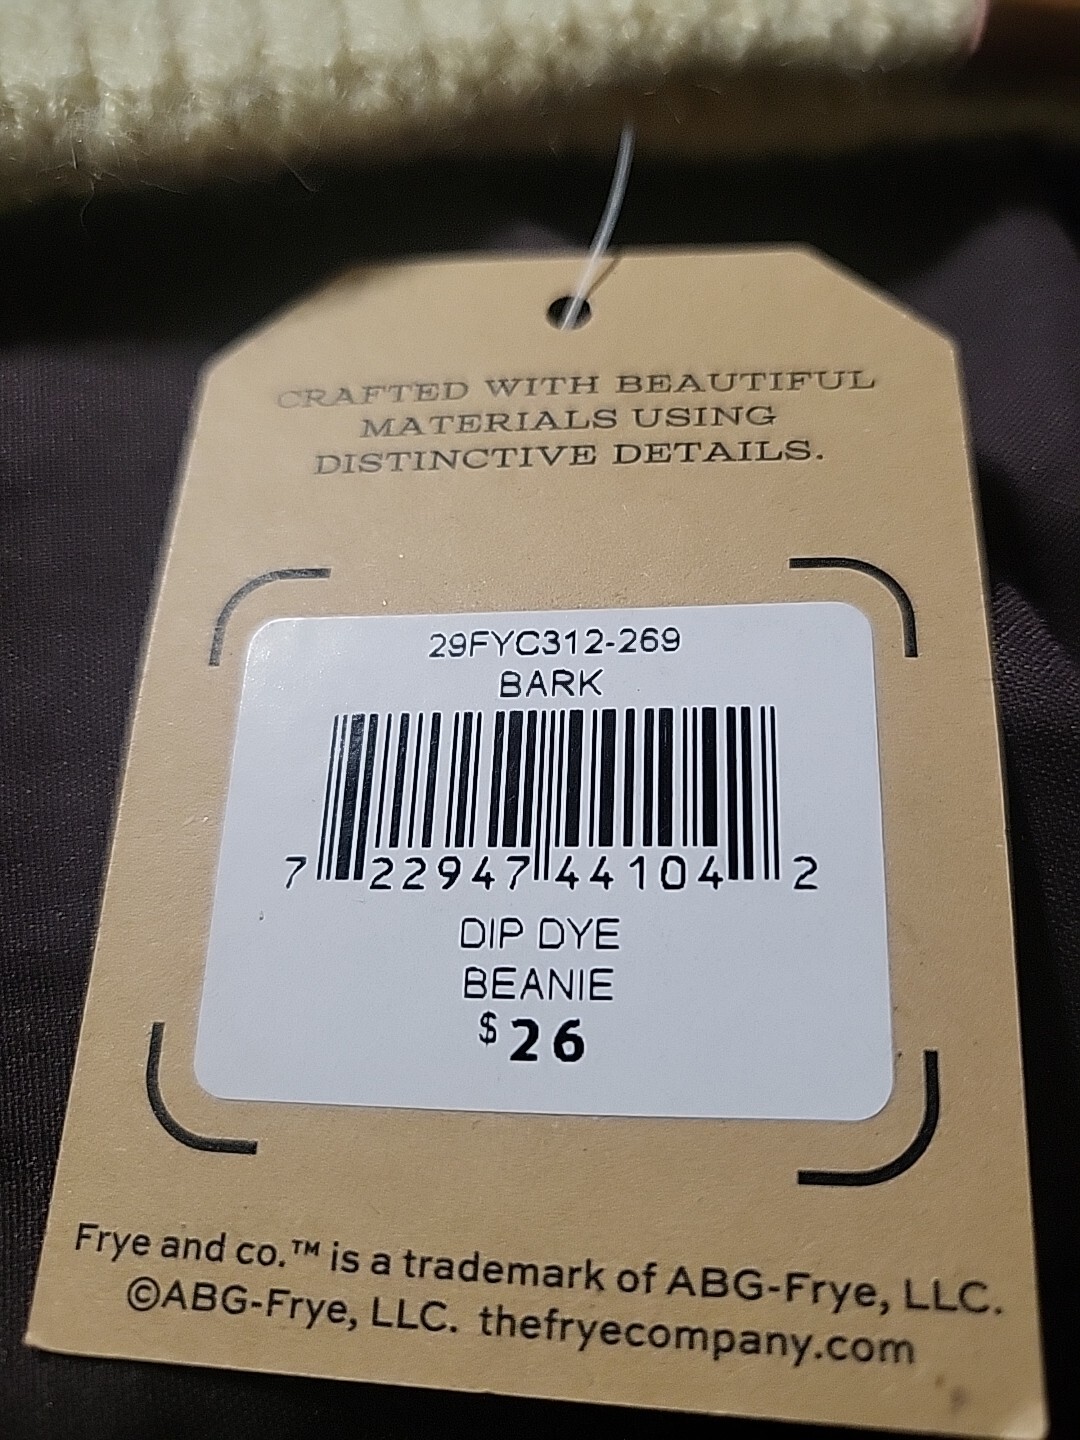 CRAFTED WITH BEAUTIFUL
MATERIALS USING
DISTINCTIVE DETAILS.
29FYC312-269
BARK
7 22947 44104 2
DIP DYE
BEANIE
$26
Frye and co.™ is a trademark of ABG-Frye, LLC.
©ABG-Frye, LLC. thefryecompany.com